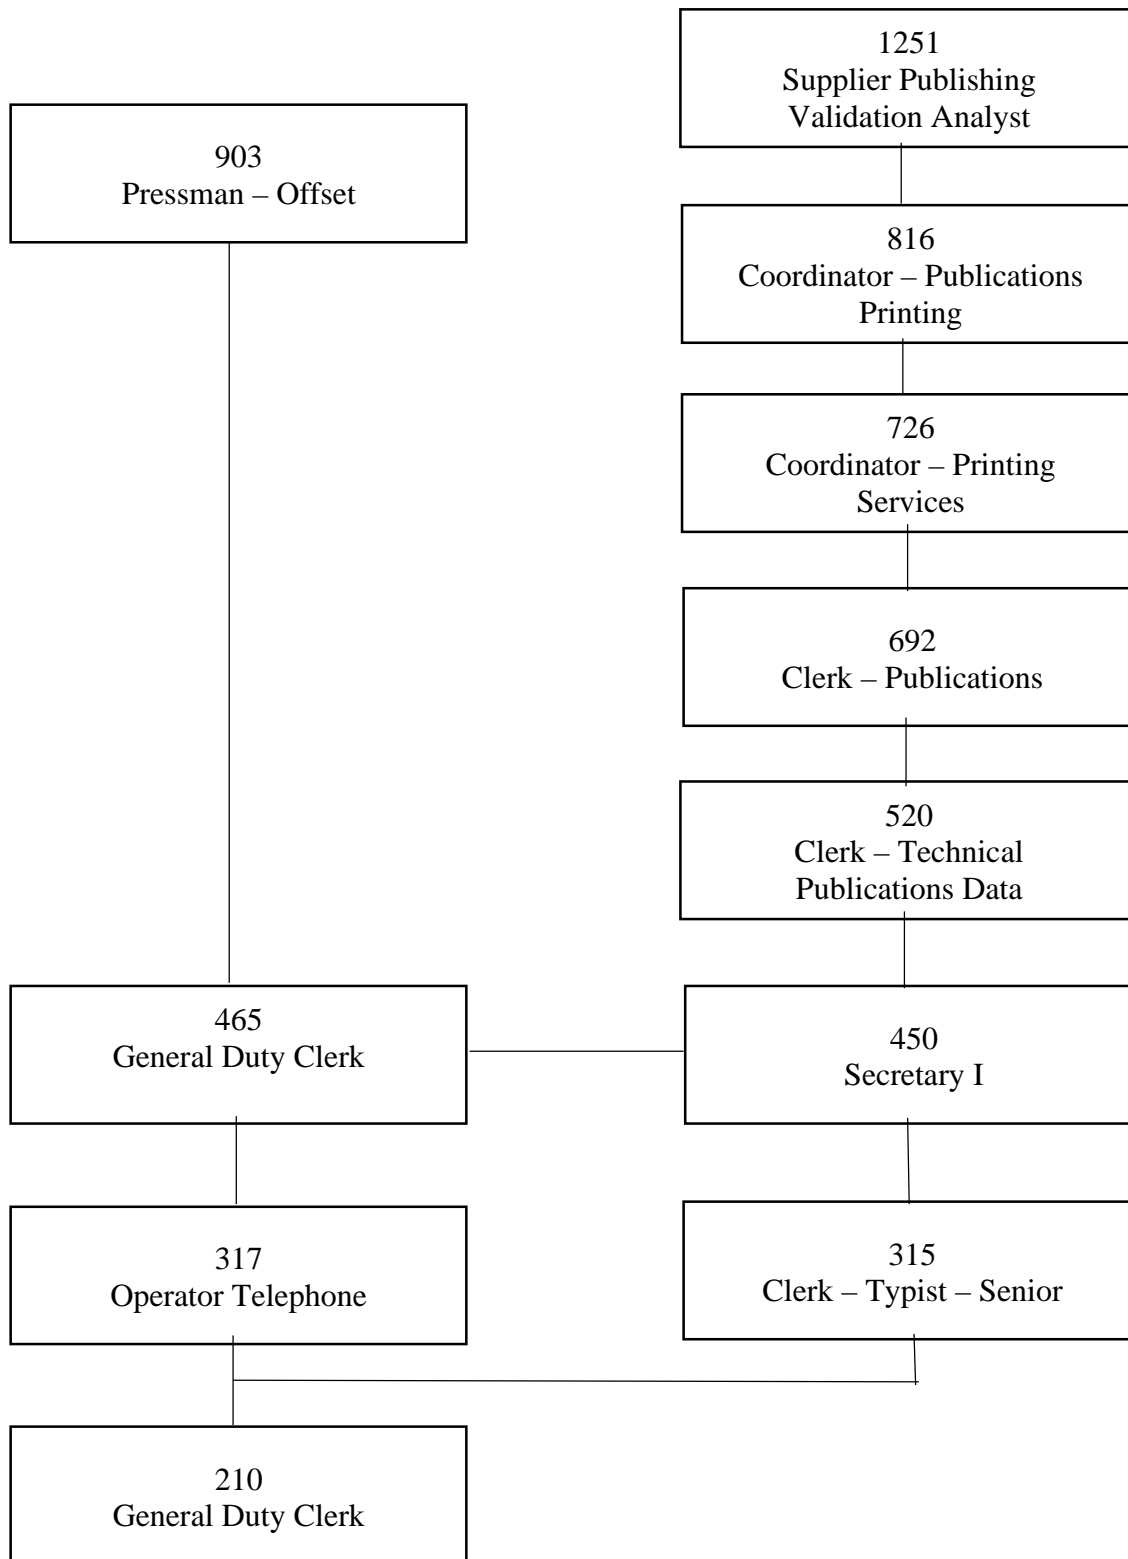 1251
Supplier Publishing
Validation Analyst
903
Pressman – Offset
816
Coordinator – Publications
Printing
726
Coordinator – Printing
Services
692
Clerk – Publications
520
Clerk – Technical
Publications Data
465
General Duty Clerk
450
Secretary I
317
Operator Telephone
315
Clerk – Typist – Senior
210
General Duty Clerk